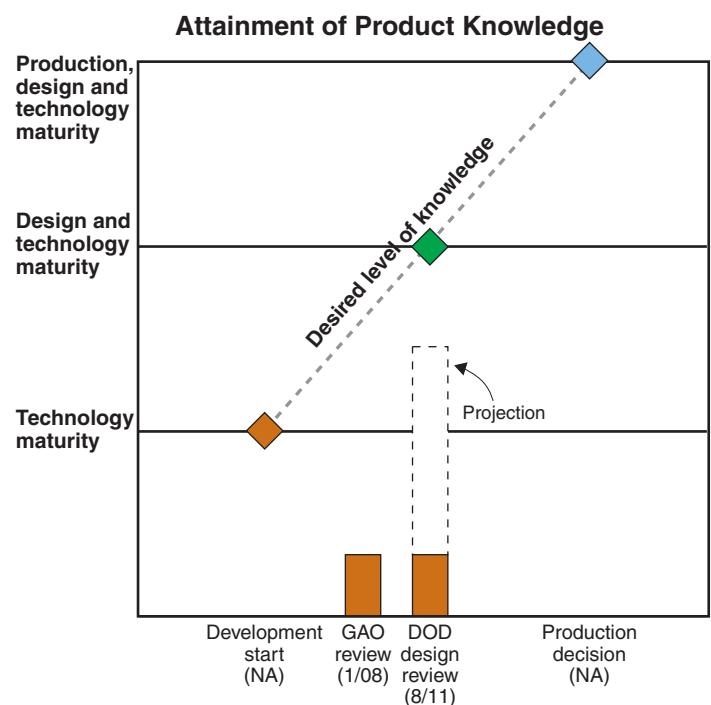 Attainment of Product Knowledge
Production,
design and
technology
maturity
Design and
technology
maturity
Desired level of knowledge
Technology
maturity
Projection
Development
start
(NA)
GAO
review
(1/08)
DOD
design
review
(8/11)
Production
decision
(NA)